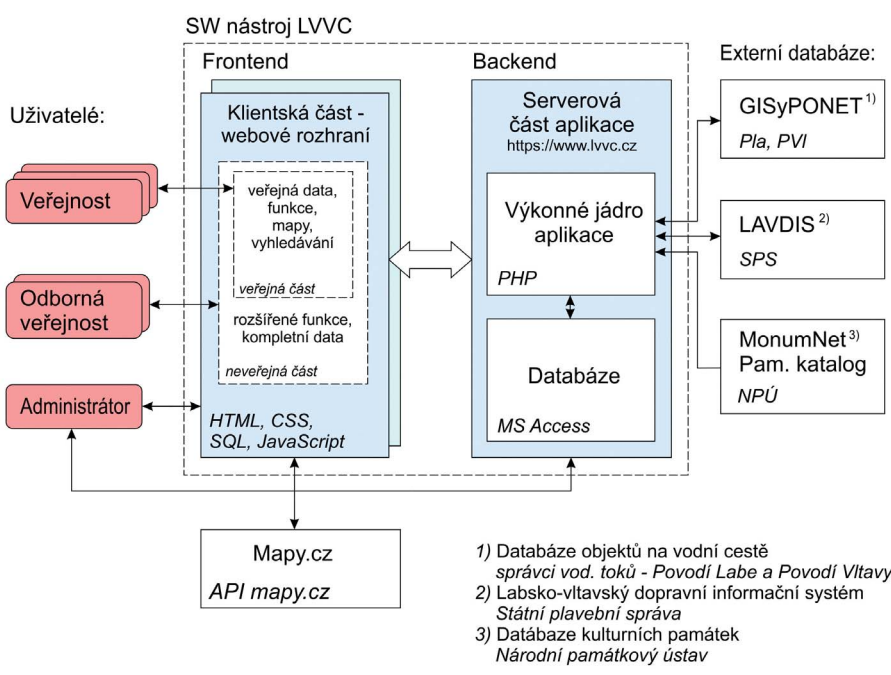 SW nástroj LVVC
Frontend
Backend
Externí databáze:
Uživatelé:
Veřejnost
Odborná
veřejnost
Administrátor
Klientská část -
webové rozhraní
veřejná data,
funkce,
mapy,
vyhledávání
veřejná část
rozšířené funkce,
kompletní data
neveřejná část
HTML, CSS,
SQL, JavaScript
Serverová
část aplikace
https://www.lvvc.cz
Výkonné jádro
aplikace
PHP
Databáze
MS Access
GISyPONET 1)
Pla, PVl
LAVDIS 2)
SPS
MonumNet 3)
Pam. katalog
NPÚ
Mapy.cz
API mapy.cz
1) Databáze objektů na vodní cestě
správci vod. toků - Povodí Labe a Povodí Vltavy
2) Labsko-vltavský dopravní informační systém
Státní plavební správa
3) Datábaze kulturních památek
Národní památkový ústav